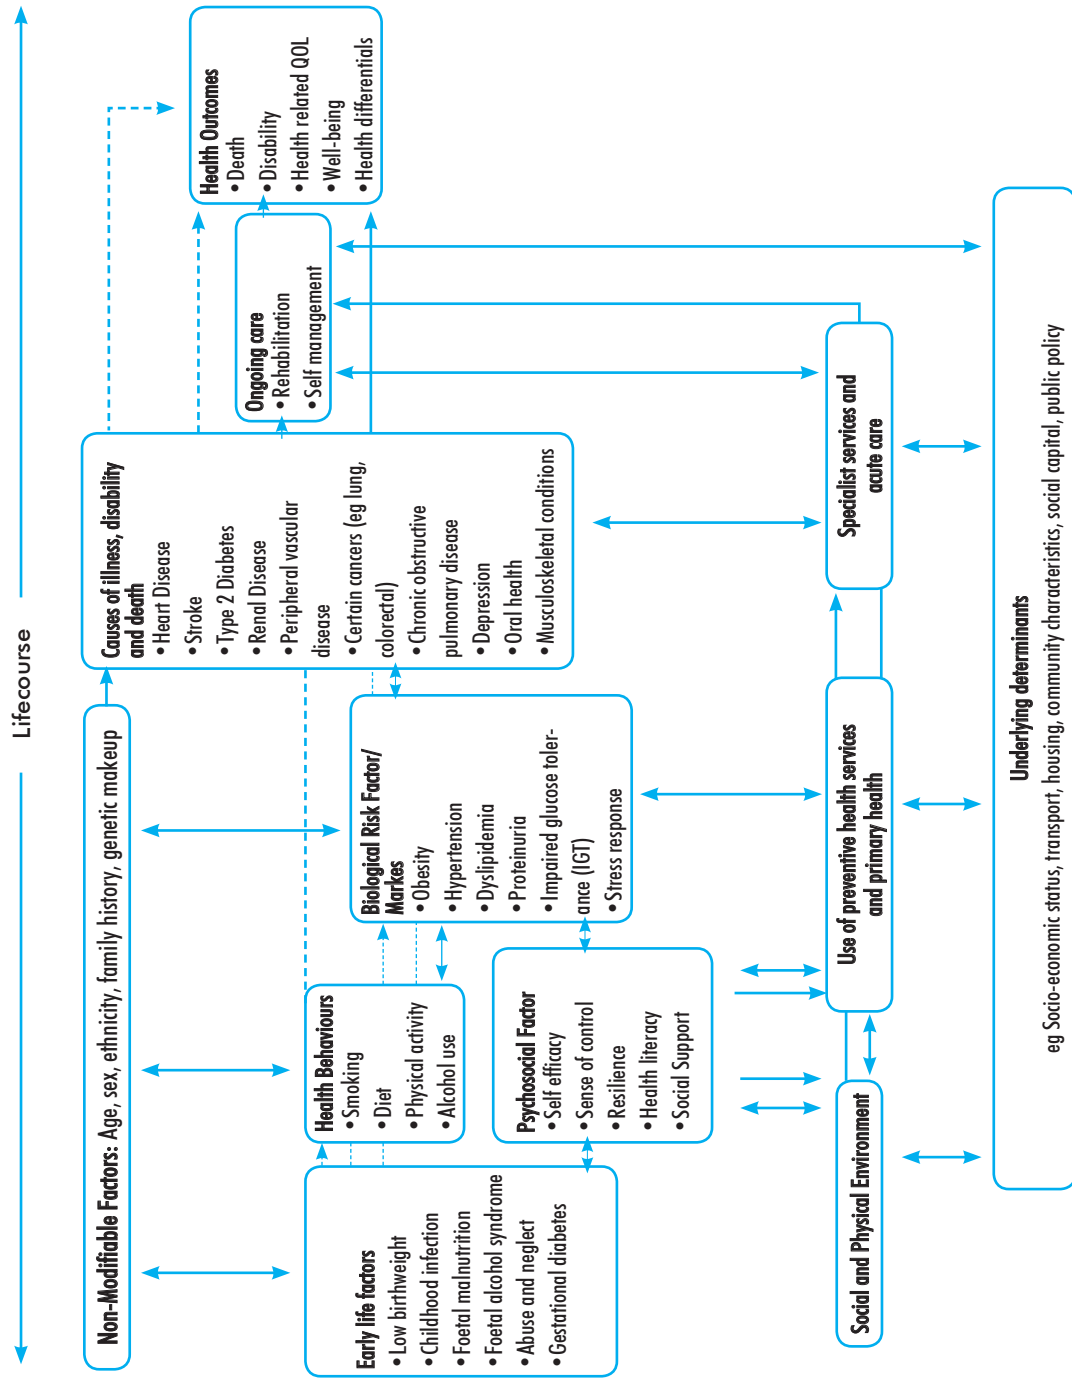 Lifecourse
Non-Modifiable Factors: Age, sex, ethnicity, family history, genetic makeup
Early life factors
• Low birthweight
• Childhood infection
• Foetal malnutrition
• Foetal alcohol syndrome
• Abuse and neglect
• Gestational diabetes
Health Behaviours
• Smoking
• Diet
• Physical activity
• Alcohol use
Psychosocial Factor
• Self efficacy
• Sense of control
• Resilience
• Health literacy
• Social Support
Biological Risk Factor/
Markes
• Obesity
• Hypertension
• Dyslipidemia
• Proteinuria
• Impaired glucose toler-
ance (IGT)
• Stress response
Causes of illness, disability
and death
• Heart Disease
• Stroke
• Type 2 Diabetes
• Renal Disease
• Peripheral vascular
disease
• Certain cancers (eg lung,
colorectal)
• Chronic obstructive
pulmonary disease
• Depression
• Oral health
• Musculoskeletal conditions
Ongoing care
• Rehabilitation
• Self management
Health Outcomes
• Death
• Disability
• Health related QOL
• Well-being
• Health differentials
Social and Physical Environment
Use of preventive health services
and primary health
Specialist services and
acute care
Underlying determinants
eg Socio-economic status, transport, housing, community characteristics, social capital, public policy